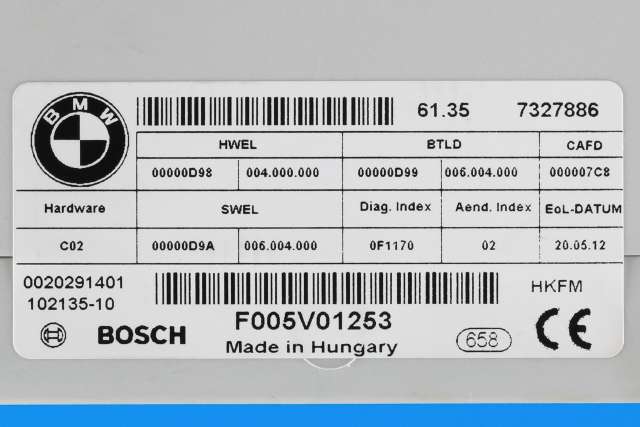 BMW
61.35 7327886
HWEL BTLD CAFD
00000D98 004.000.000 00000D99 006.004.000 000007C8
Hardware SWEL Diag. Index Aend. Index EoL-DATUM
C02 00000D9A 006.004.000 0F1170 02 20.05.12
0020291401 HKFM
102135-10
BOSCH F005V01253 658 CE
Made in Hungary